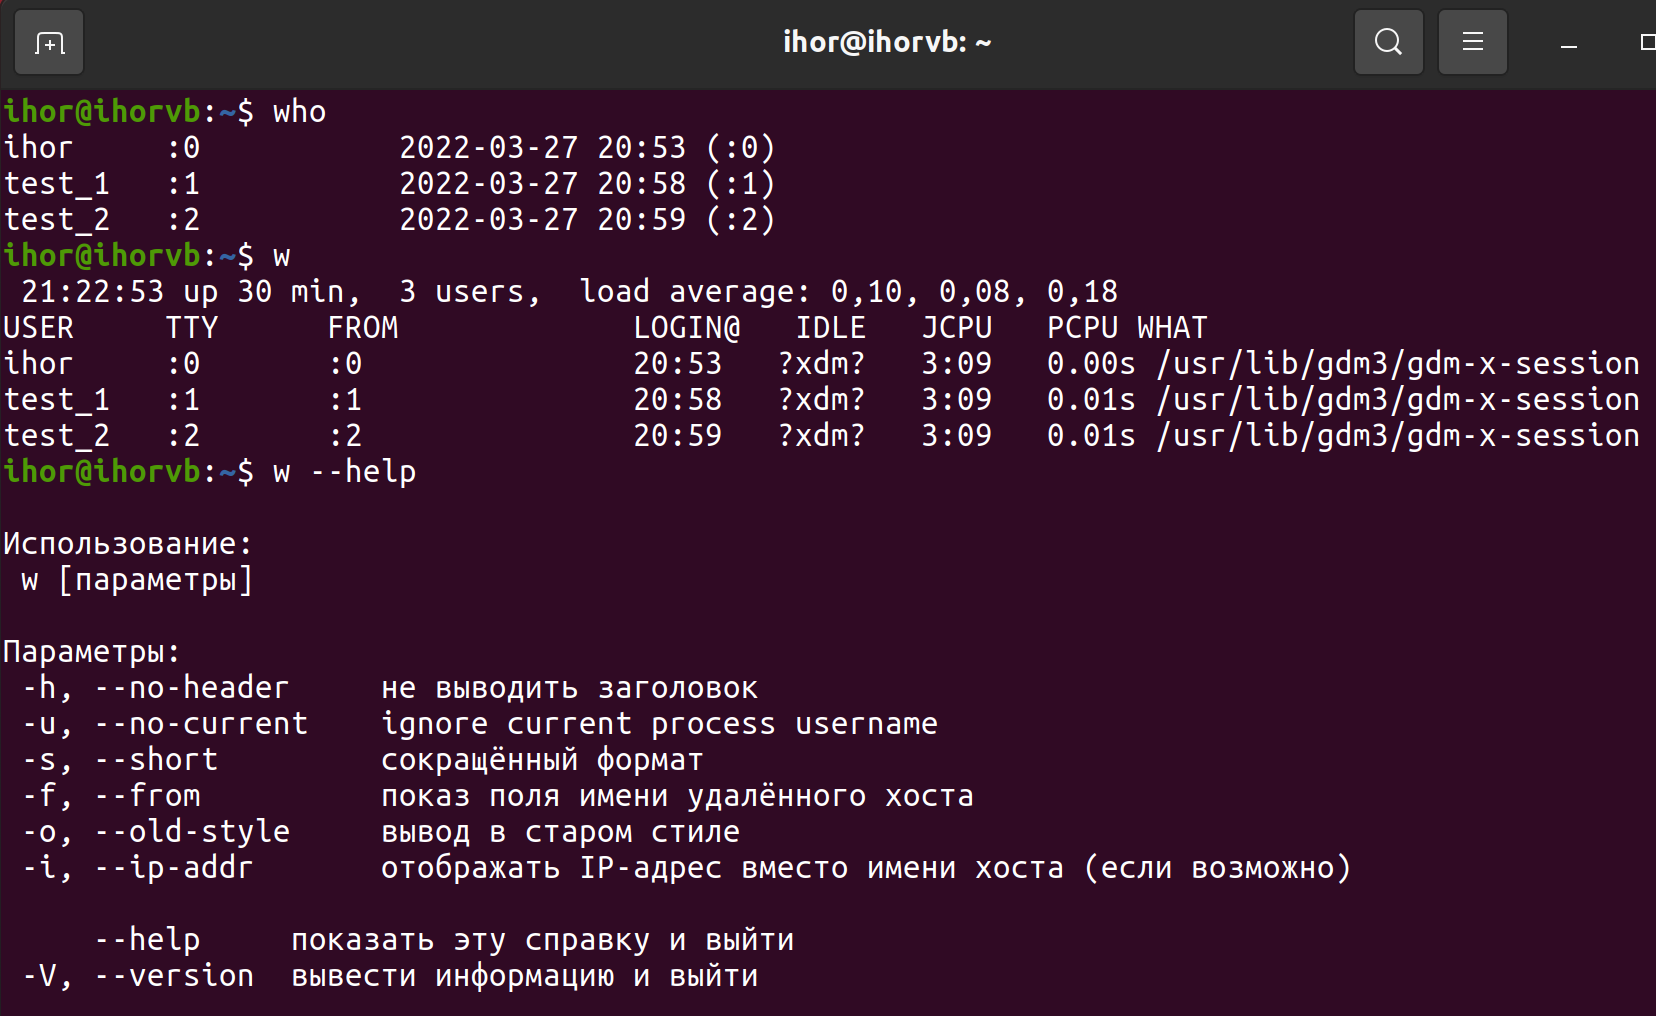 ihor@ihorvb: ~
ihor@ihorvb:~$ who
ihor     :0           2022-03-27 20:53 (:0)
test_1   :1           2022-03-27 20:58 (:1)
test_2   :2           2022-03-27 20:59 (:2)
ihor@ihorvb:~$ w
 21:22:53 up 30 min,  3 users,  load average: 0,10, 0,08, 0,18
USER     TTY      FROM             LOGIN@   IDLE   JCPU   PCPU WHAT
ihor     :0       :0               20:53   ?xdm?   3:09   0.00s /usr/lib/gdm3/gdm-x-session
test_1   :1       :1               20:58   ?xdm?   3:09   0.01s /usr/lib/gdm3/gdm-x-session
test_2   :2       :2               20:59   ?xdm?   3:09   0.01s /usr/lib/gdm3/gdm-x-session
ihor@ihorvb:~$ w --help

Использование:
 w [параметры]

Параметры:
 -h, --no-header     не выводить заголовок
 -u, --no-current    ignore current process username
 -s, --short         сокращённый формат
 -f, --from          показ поля имени удалённого хоста
 -o, --old-style     вывод в старом стиле
 -i, --ip-addr       отображать IP-адрес вместо имени хоста (если возможно)

     --help     показать эту справку и выйти
 -V, --version  вывести информацию и выйти